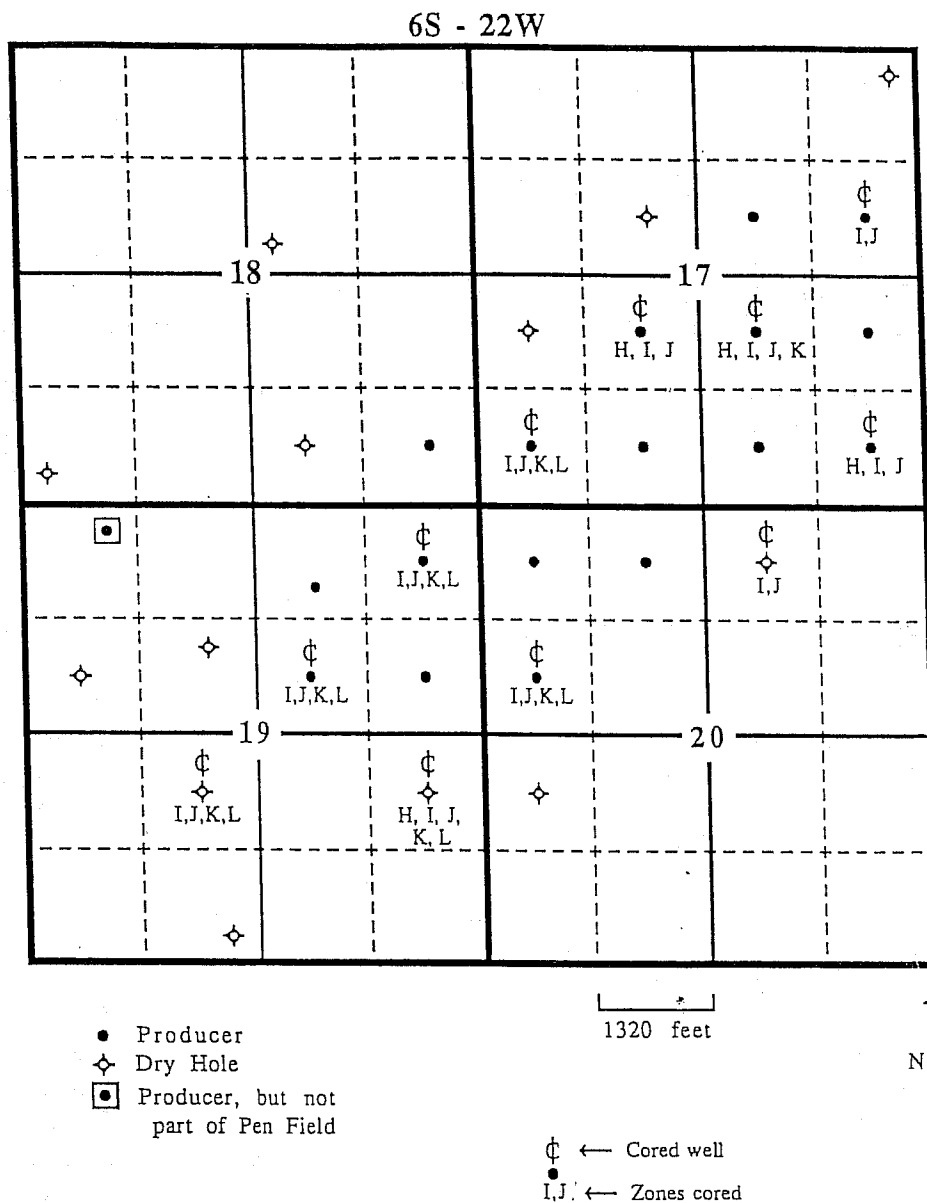 6S - 22W
₵
I,J
18
17
₵
₵
H, I, J
H, I, J, K
₵
₵
I,J,K,L
H, I, J
₵
₵
I,J,K,L
I,J
₵
₵
I,J,K,L
I,J,K,L
19
20
₵
₵
I,J,K,L
H, I, J,
K, L
1320 feet
Producer
Dry Hole
N
Producer, but not
part of Pen Field
₵ ← Cored well
I,J ← Zones cored